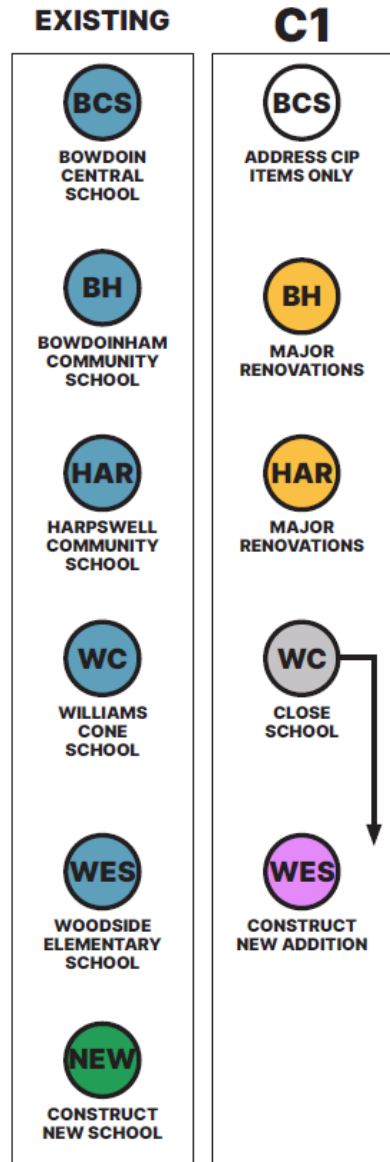 EXISTING
BCS
BOWDOIN
CENTRAL
SCHOOL
BH
BOWDOINHAM
COMMUNITY
SCHOOL
HAR
HARPSWELL
COMMUNITY
SCHOOL
WC
WILLIAMS
CONE
SCHOOL
WES
WOODSIDE
ELEMENTARY
SCHOOL
NEW
CONSTRUCT
NEW SCHOOL
C1
BCS
ADDRESS CIP
ITEMS ONLY
BH
MAJOR
RENOVATIONS
HAR
MAJOR
RENOVATIONS
WC
CLOSE
SCHOOL
WES
CONSTRUCT
NEW ADDITION